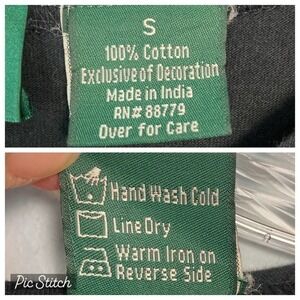 S
100% Cotton
Exclusive of Decoration
Made in India
RN# 88779
Over for Care
Hand Wash Cold
Line Dry
Warm Iron on
Reverse Side
Pic Stitch